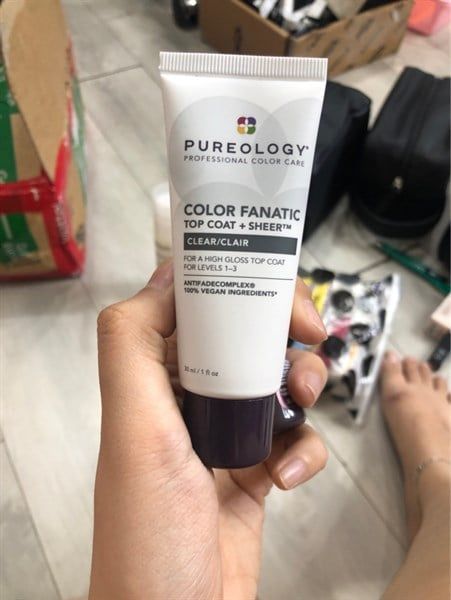 PUREOLOGY®
PROFESSIONAL COLOR CARE
COLOR FANATIC
TOP COAT + SHEER™
CLEAR/CLAIR
FOR A HIGH GLOSS TOP COAT
FOR LEVELS 1–3
ANTIFADECOMPLEX®
100% VEGAN INGREDIENTS*
30 ml / 1 fl oz